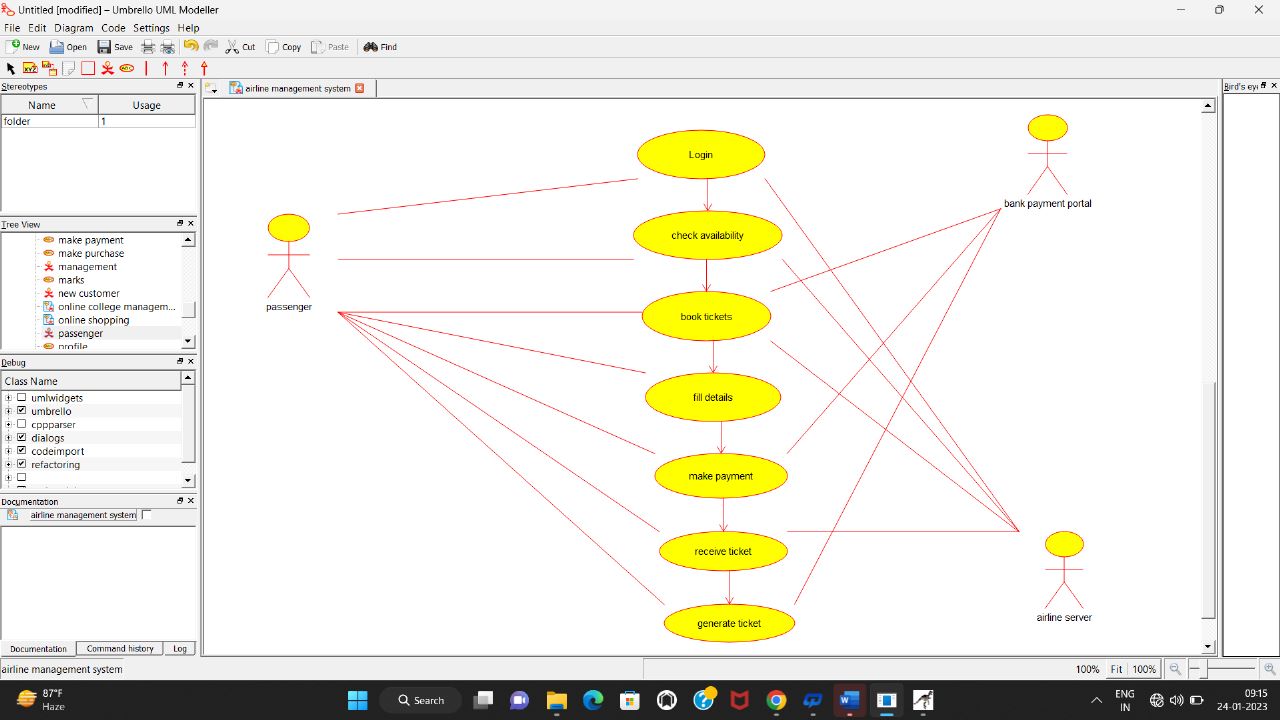 Untitled [modified] – Umbrello UML Modeller
File Edit Diagram Code Settings Help
New Open Save Cut Copy Paste Find
Stereotypes
Name Usage
folder 1
Tree View
make payment
make purchase
management
marks
new customer
online college managem...
online shopping
passenger
profile
Debug
Class Name
umlwidgets
umbrello
cppparser
dialogs
codeimport
refactoring
Documentation
airline management system
Documentation Command history Log
airline management system
airline management system
Bird's ey
Login
check availability
book tickets
fill details
make payment
receive ticket
generate ticket
passenger
bank payment portal
airline server
100% Fit 100%
87°F
Haze
Search
ENG
IN
09:15
24-01-2023